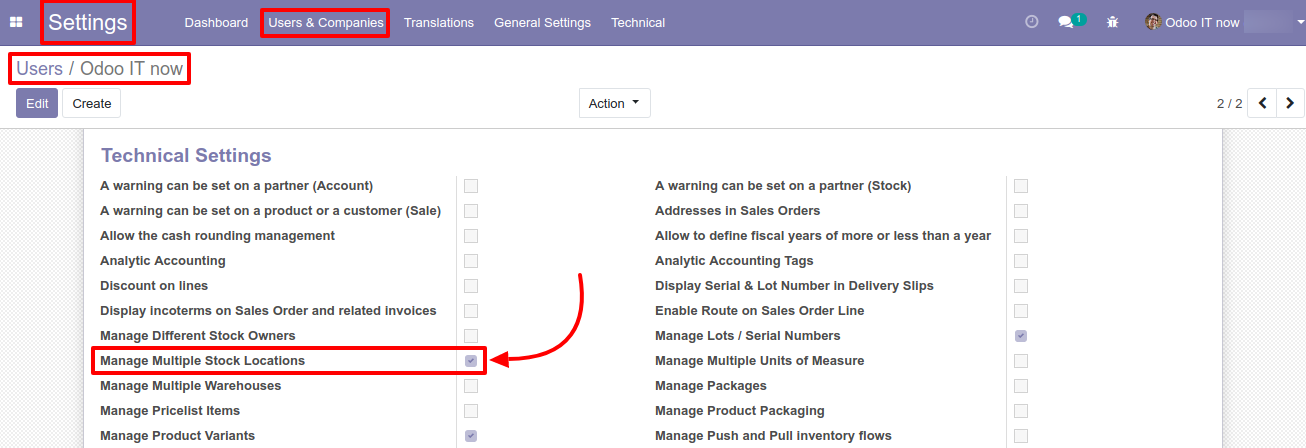 Settings Dashboard Users & Companies Translations General Settings Technical 1 Odoo IT now
Users / Odoo IT now
Edit Create Action 2 / 2
Technical Settings
A warning can be set on a partner (Account) A warning can be set on a partner (Stock)
A warning can be set on a product or a customer (Sale) Addresses in Sales Orders
Allow the cash rounding management Allow to define fiscal years of more or less than a year
Analytic Accounting Analytic Accounting Tags
Discount on lines Display Serial & Lot Number in Delivery Slips
Display incoterms on Sales Order and related invoices Enable Route on Sales Order Line
Manage Different Stock Owners Manage Lots / Serial Numbers
Manage Multiple Stock Locations Manage Multiple Units of Measure
Manage Multiple Warehouses Manage Packages
Manage Pricelist Items Manage Product Packaging
Manage Product Variants Manage Push and Pull inventory flows